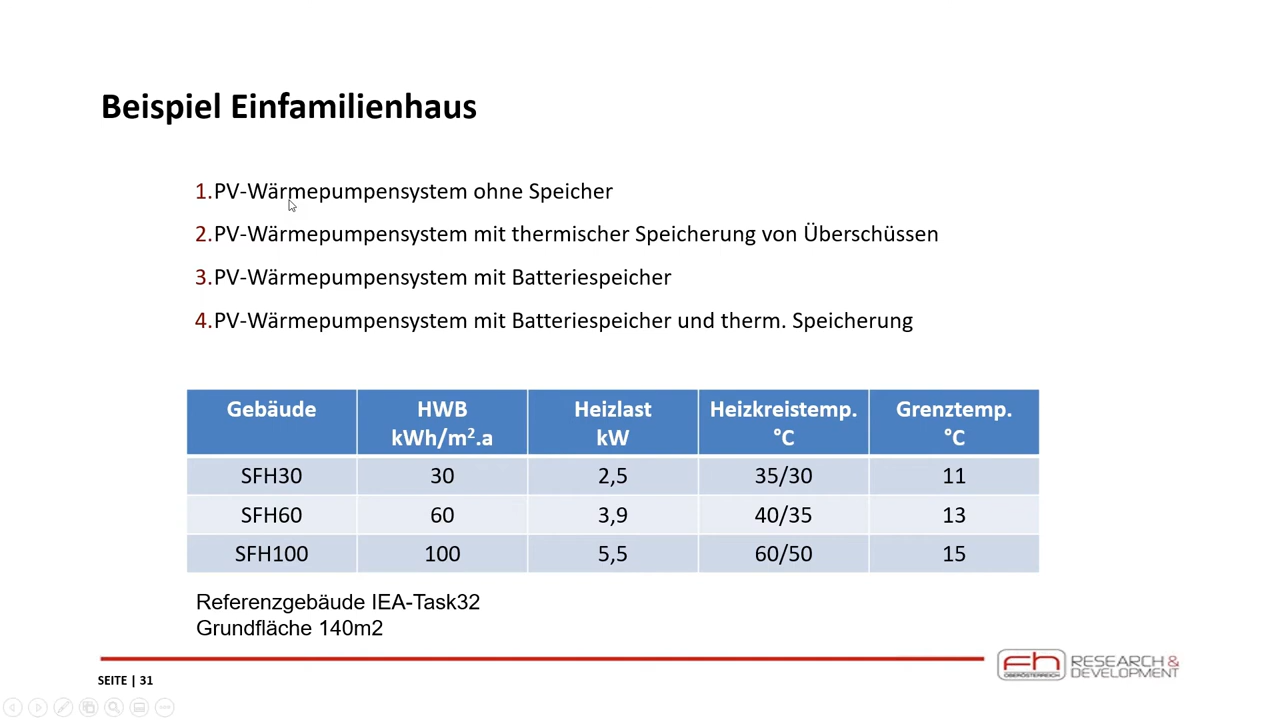 Beispiel Einfamilienhaus
1.PV-Wärmepumpensystem ohne Speicher
2.PV-Wärmepumpensystem mit thermischer Speicherung von Überschüssen
3.PV-Wärmepumpensystem mit Batteriespeicher
4.PV-Wärmepumpensystem mit Batteriespeicher und therm. Speicherung
Gebäude HWB Heizlast Heizkreistemp. Grenztemp.
kWh/m².a kW °C °C
SFH30 30 2,5 35/30 11
SFH60 60 3,9 40/35 13
SFH100 100 5,5 60/50 15
Referenzgebäude IEA-Task32
Grundfläche 140m2
SEITE | 31
fh OBERÖSTERREICH
RESEARCH &
DEVELOPMENT